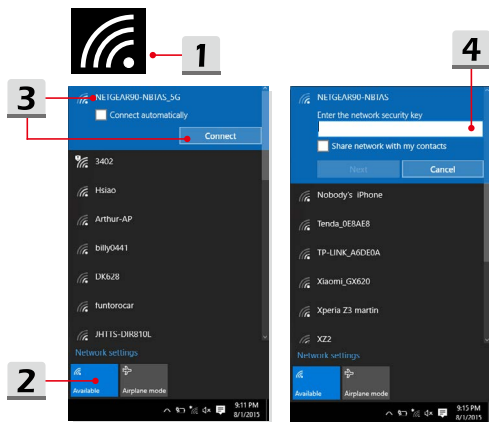 1
3
NETGEAR90-NBTAS_5G
Connect automatically
Connect
3402
Hsiao
Arthur-AP
billy0441
DK628
funtorocar
JHTTS-DIR810L
Network settings
2
Available
Airplane mode
9:11 PM
8/1/2015
4
NETGEAR90-NBTAS
Enter the network security key
Share network with my contacts
Next
Cancel
Nobody's iPhone
Tenda_0E8AE8
TP-LINK_A6DE0A
Xiaomi_GX620
Xperia Z3 martin
XZ2
Network settings
Available
Airplane mode
9:15 PM
8/1/2015